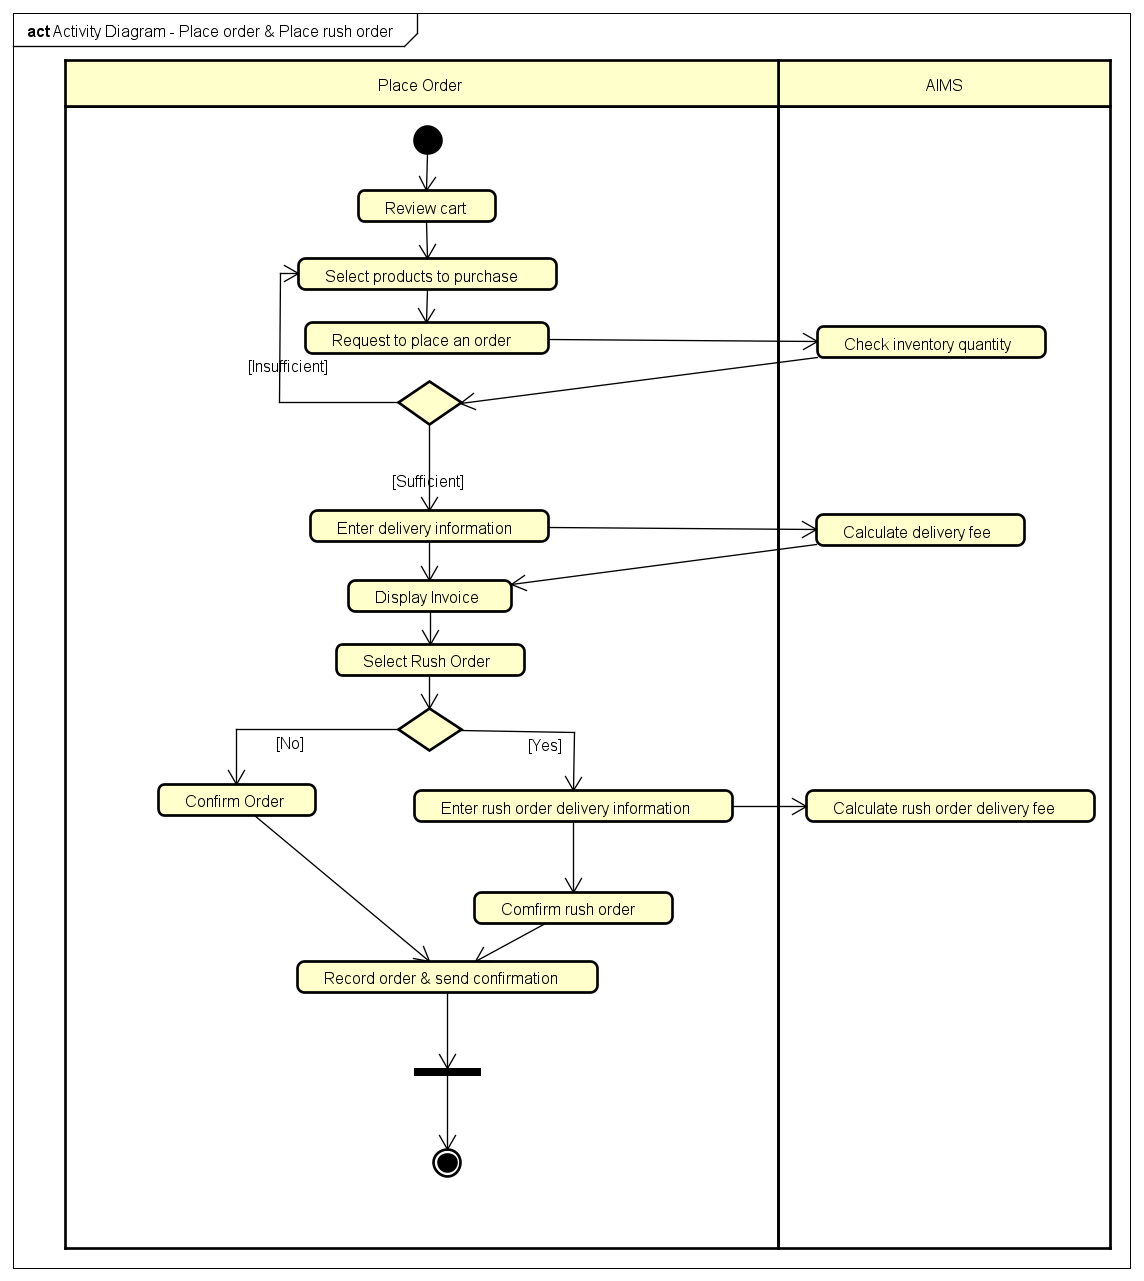 act Activity Diagram - Place order & Place rush order
Place Order
AIMS
Review cart
Select products to purchase
Request to place an order
Check inventory quantity
[Insufficient]
[Sufficient]
Enter delivery information
Calculate delivery fee
Display Invoice
Select Rush Order
[No]
[Yes]
Confirm Order
Enter rush order delivery information
Calculate rush order delivery fee
Comfirm rush order
Record order & send confirmation